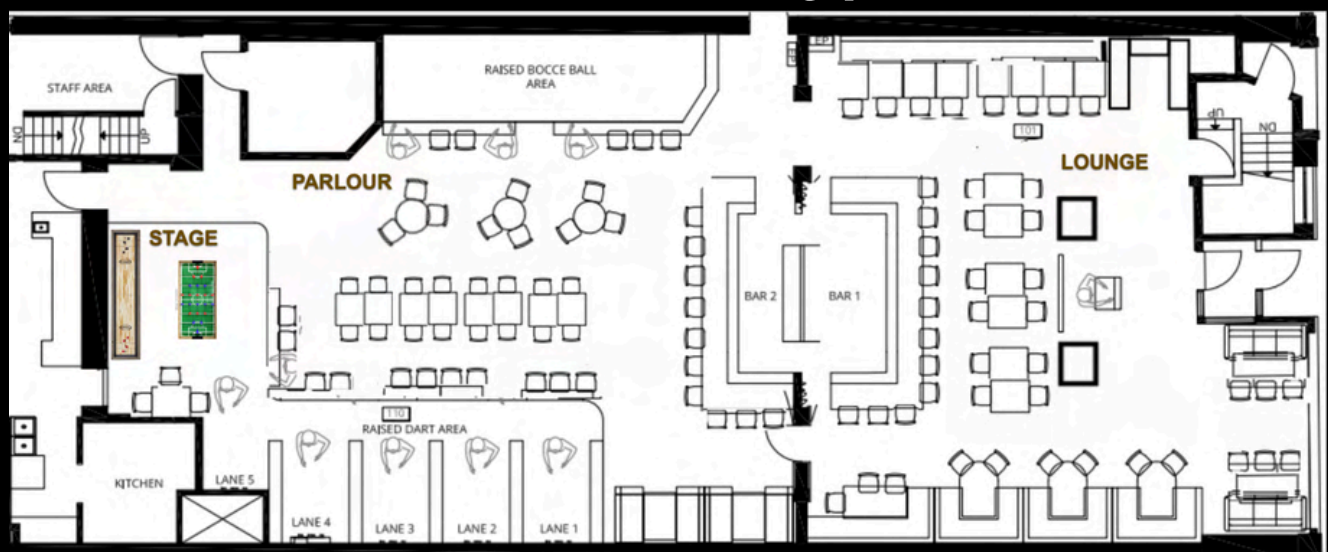 RAISED BOCCE BALL
AREA
EP
STAFF AREA
DN
UP
101
UP
DN
LOUNGE
PARLOUR
STAGE
BAR 2
BAR 1
110
RAISED DART AREA
KITCHEN
LANE 5
LANE 4
LANE 3
LANE 2
LANE 1